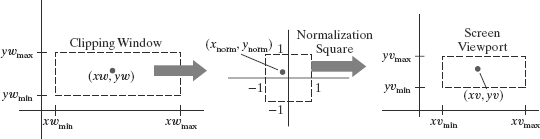 Clipping Window
yw_max
(xw, yw)
yw_min
xw_min
xw_max
(x_norm, y_norm)
Normalization
Square
1
−1
1
−1
Screen
Viewport
yv_max
yv_min
(xv, yv)
xv_min
xv_max